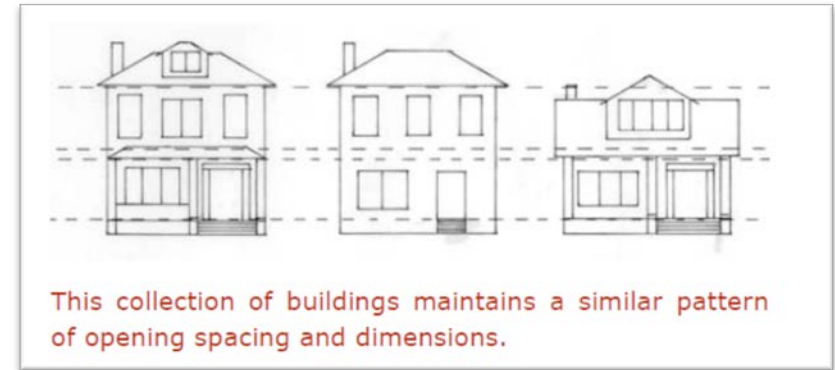 This collection of buildings maintains a similar pattern
of opening spacing and dimensions.